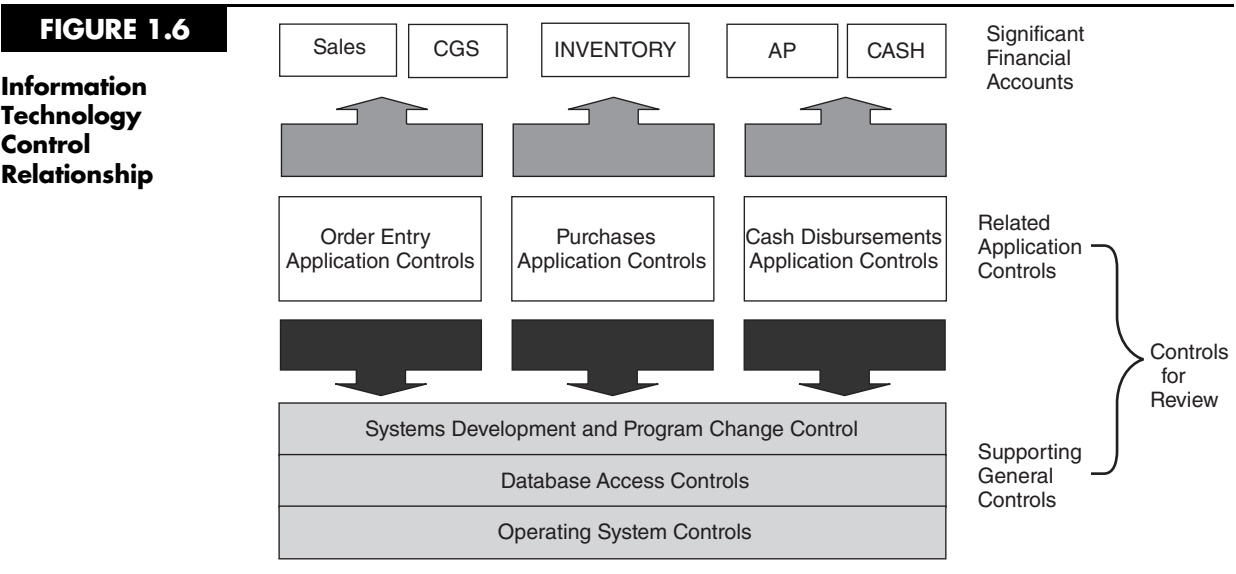 FIGURE 1.6
Information
Technology
Control
Relationship
Sales
CGS
INVENTORY
AP
CASH
Significant
Financial
Accounts
Order Entry
Application Controls
Purchases
Application Controls
Cash Disbursements
Application Controls
Related
Application
Controls
Controls
for
Review
Systems Development and Program Change Control
Database Access Controls
Operating System Controls
Supporting
General
Controls